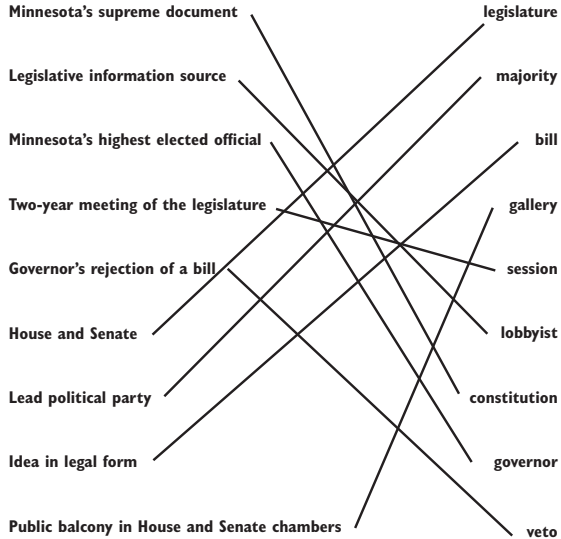 Minnesota's supreme document legislature
Legislative information source majority
Minnesota's highest elected official bill
Two-year meeting of the legislature gallery
Governor's rejection of a bill session
House and Senate lobbyist
Lead political party constitution
Idea in legal form governor
Public balcony in House and Senate chambers veto